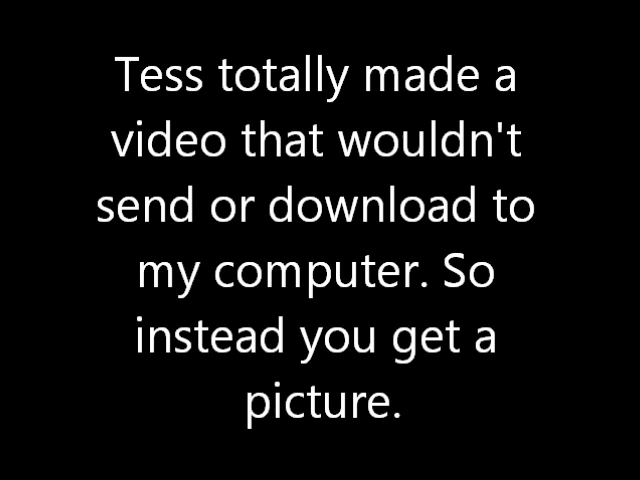 Tess totally made a
video that wouldn't
send or download to
my computer. So
instead you get a
picture.